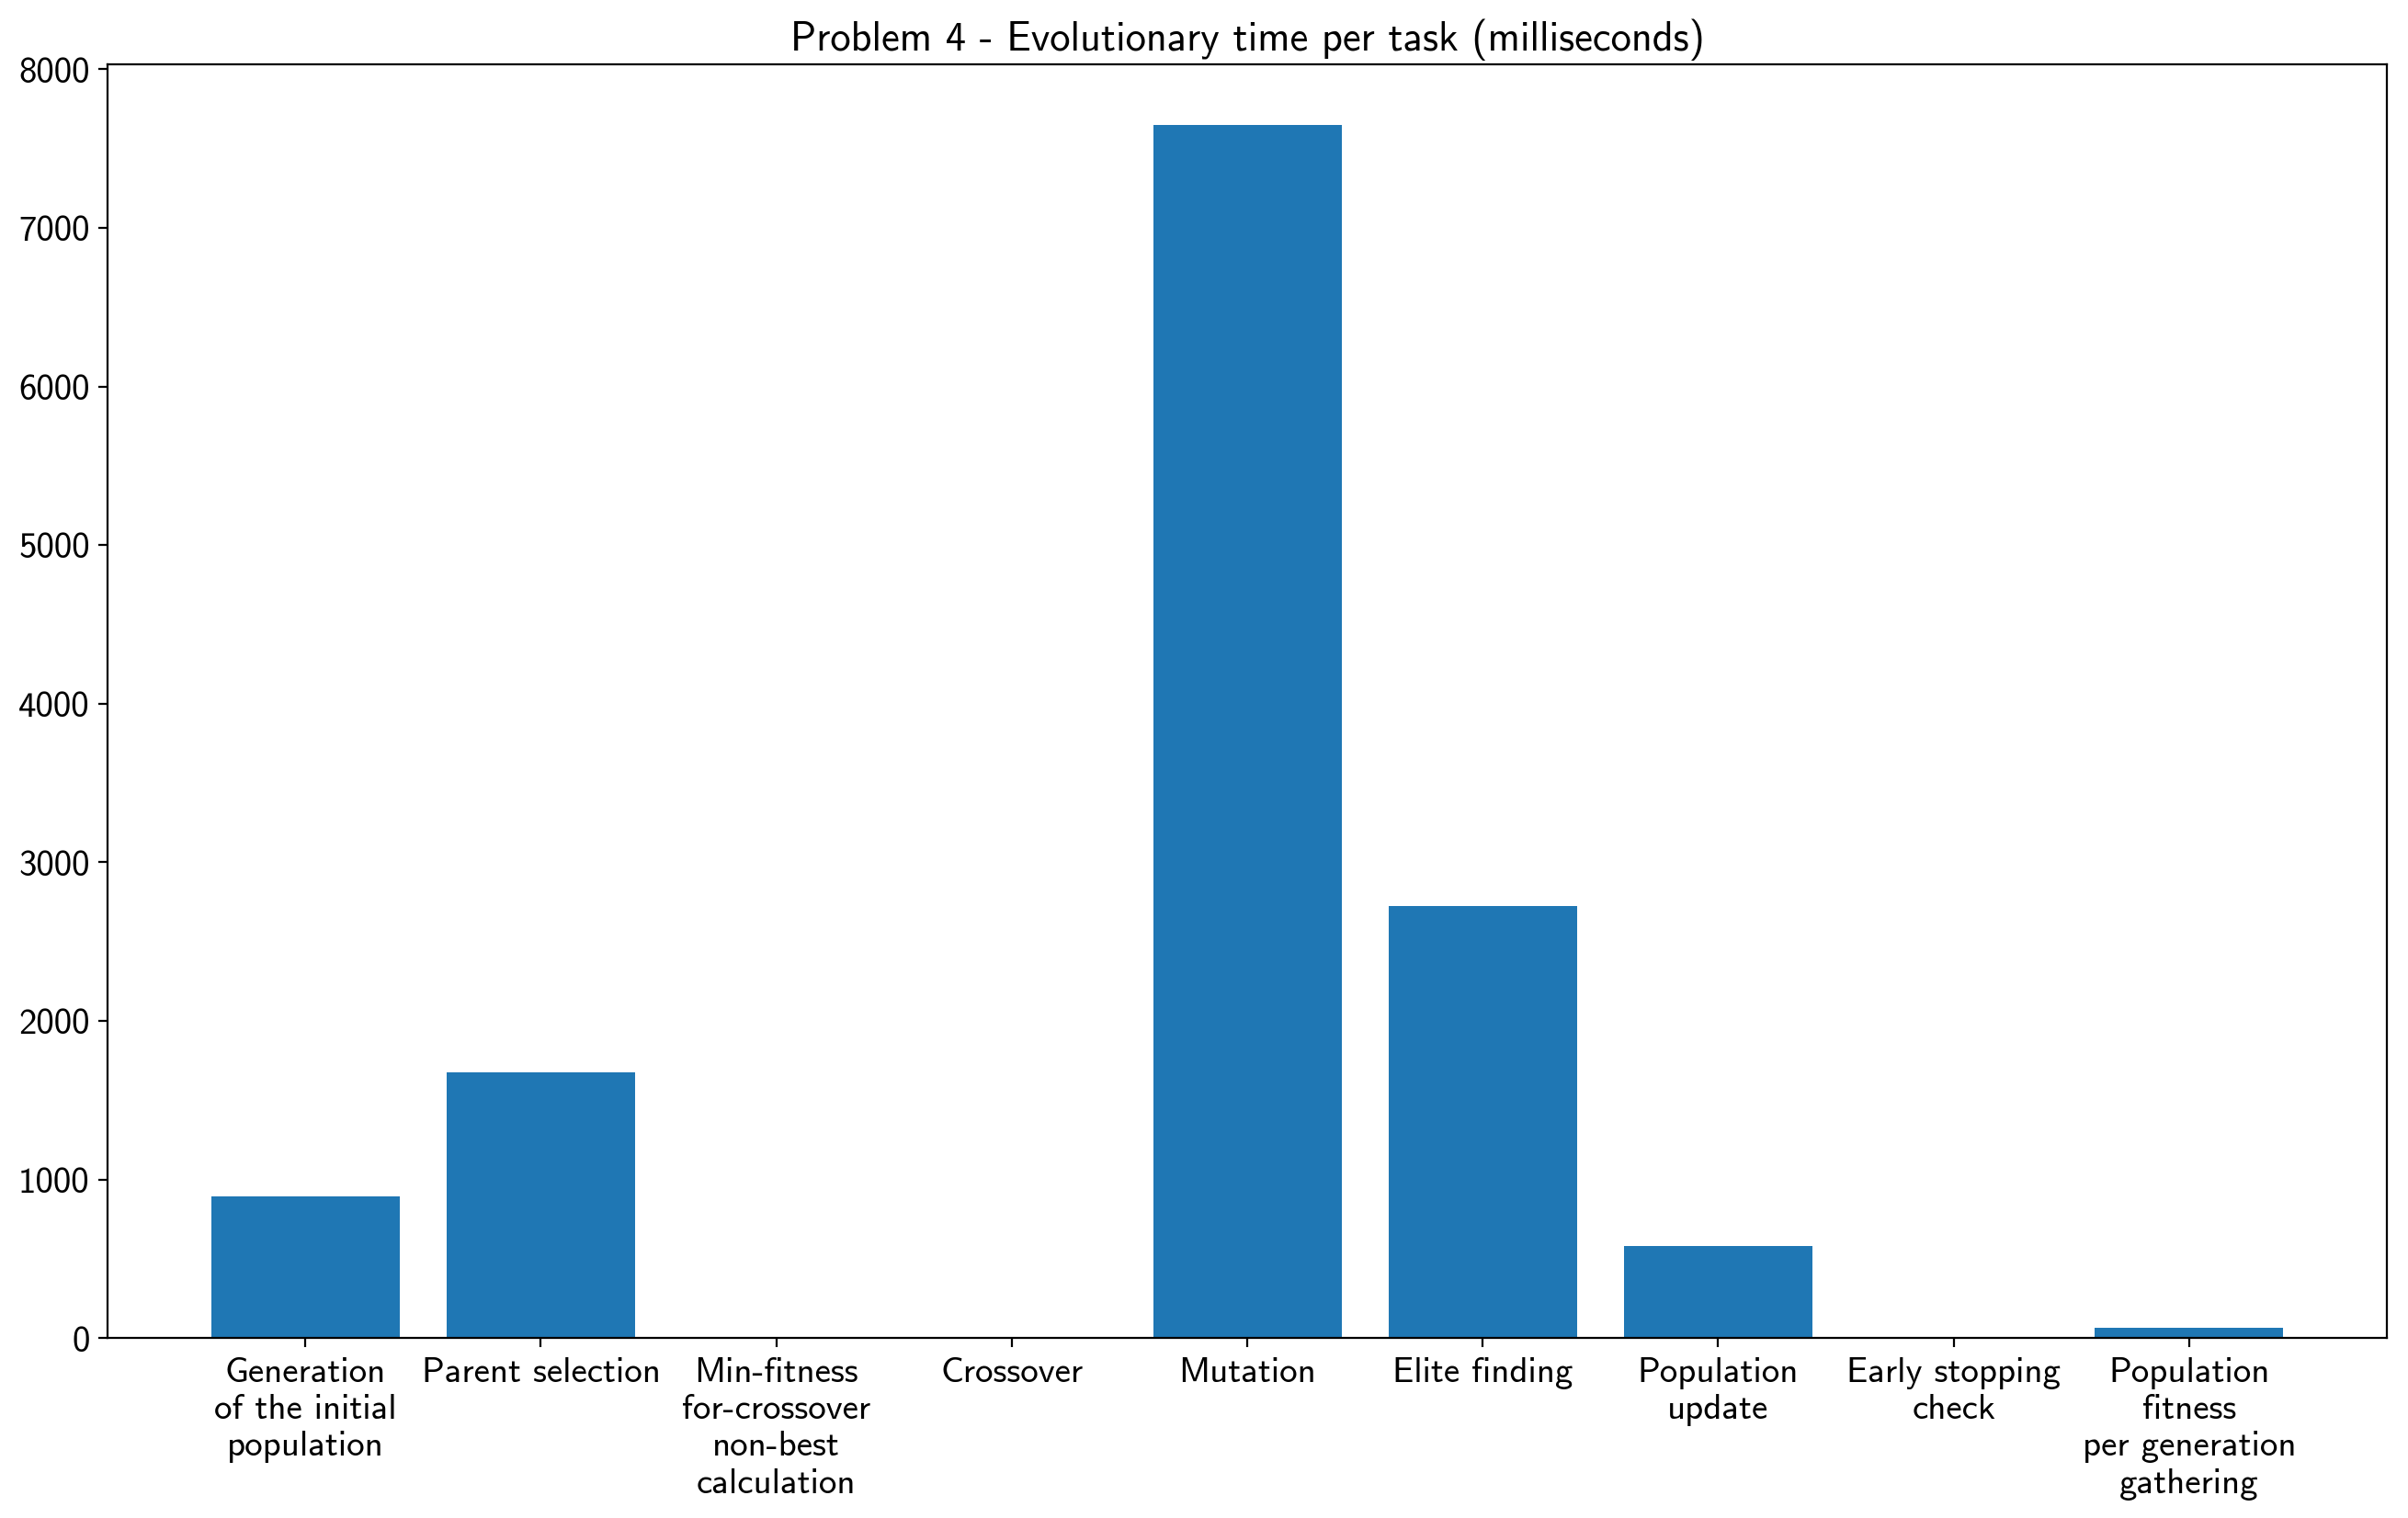 Problem 4 - Evolutionary time per task (milliseconds)
8000
7000
6000
5000
4000
3000
2000
1000
0
Generation
of the initial
population
Parent selection
Min-fitness
for-crossover
non-best
calculation
Crossover
Mutation
Elite finding
Population
update
Early stopping
check
Population
fitness
per generation
gathering